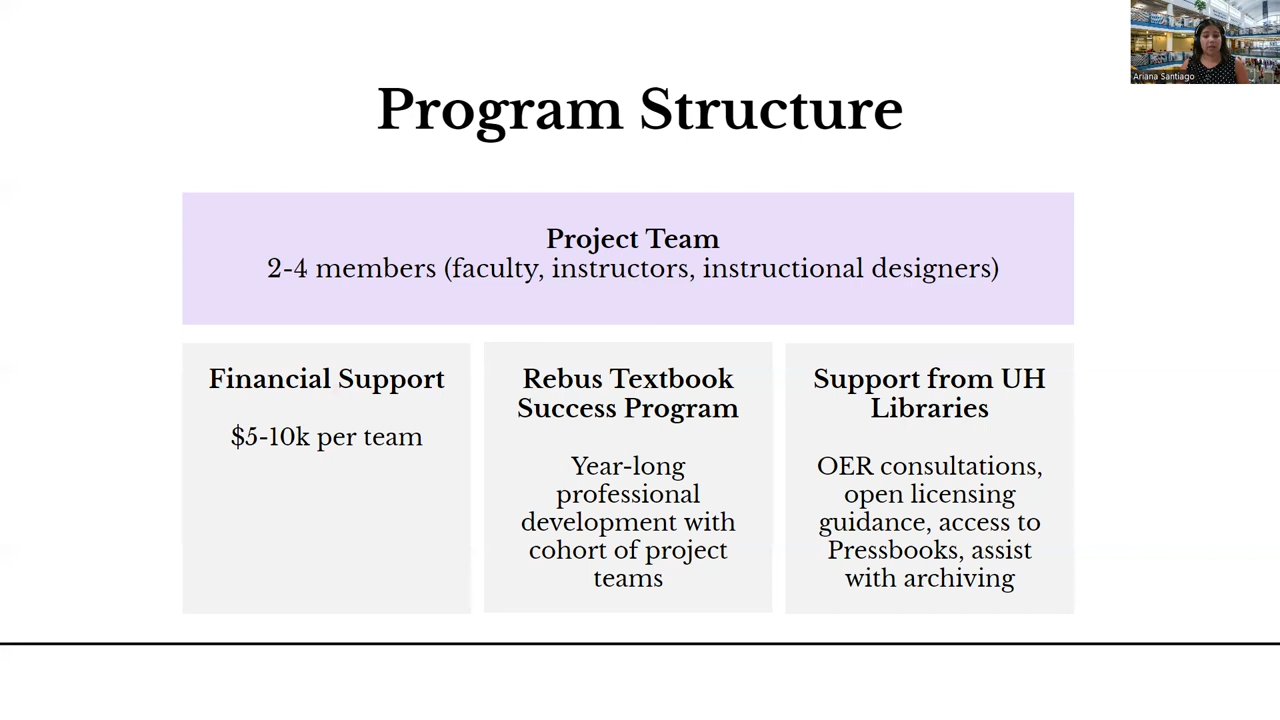 Ariana Santiago
Program Structure
Project Team
2-4 members (faculty, instructors, instructional designers)
Financial Support
$5-10k per team
Rebus Textbook
Success Program
Year-long
professional
development with
cohort of project
teams
Support from UH
Libraries
OER consultations,
open licensing
guidance, access to
Pressbooks, assist
with archiving